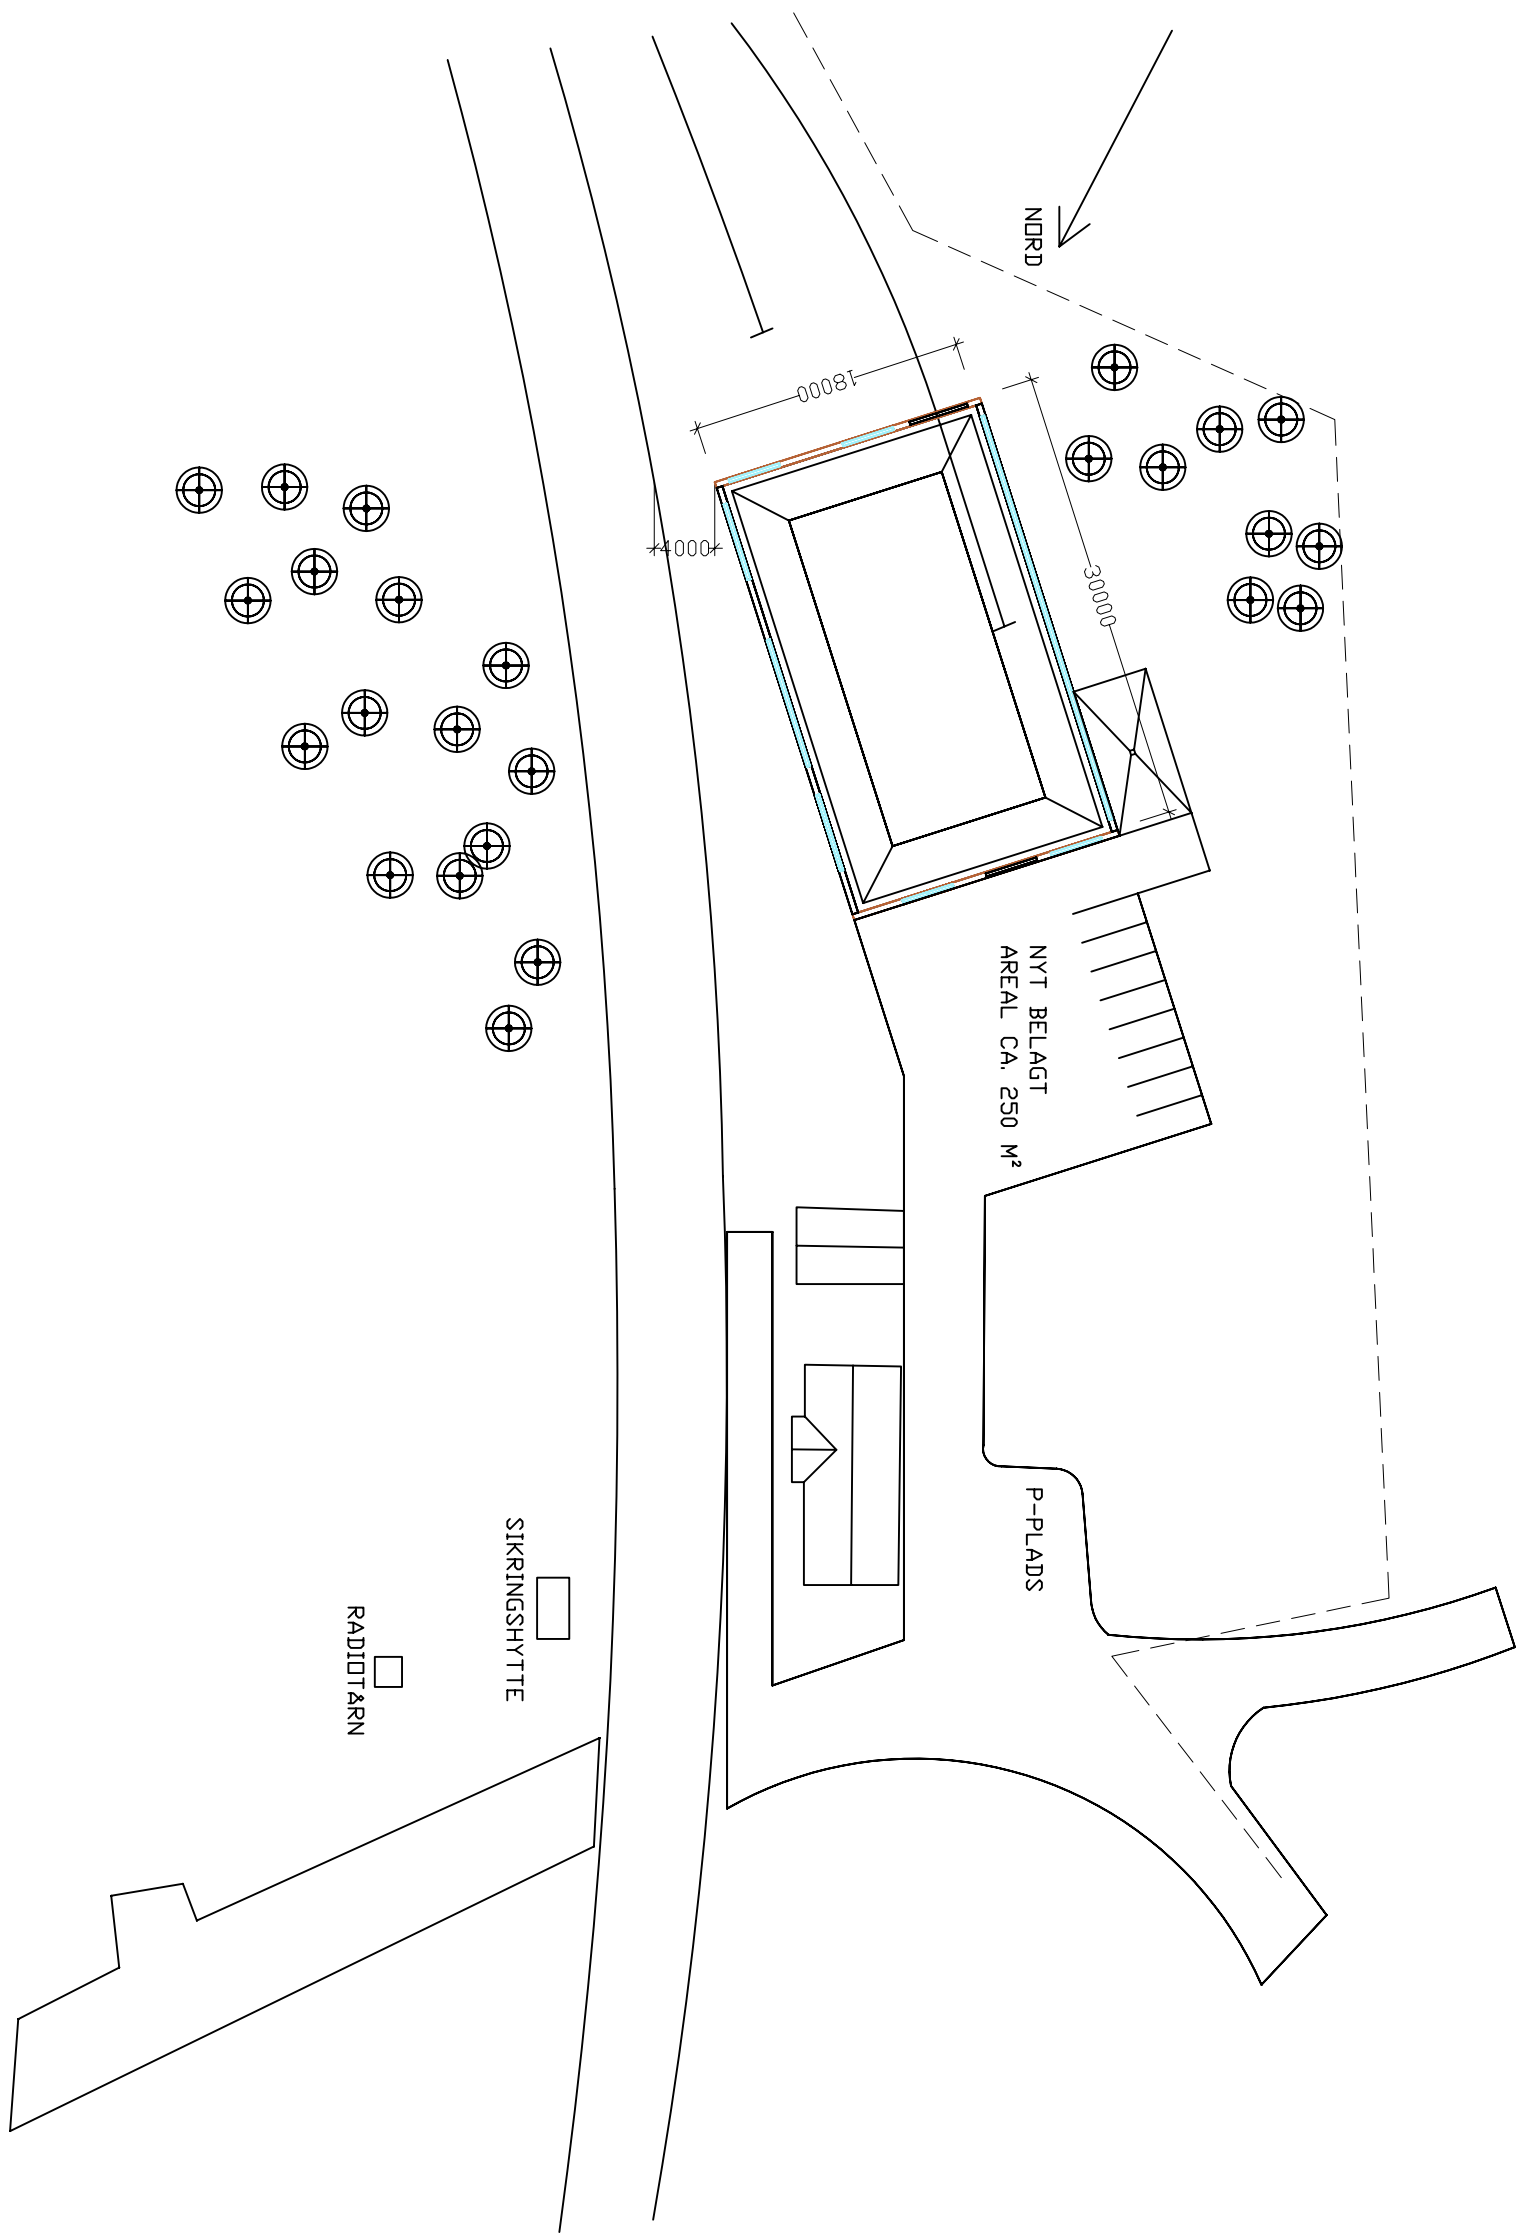 NORD
18000
30000
4000
NYT BELAGT
AREAL CA. 250 M²
P-PLADS
SIKRINGSHYTTE
RADIOTÅRN